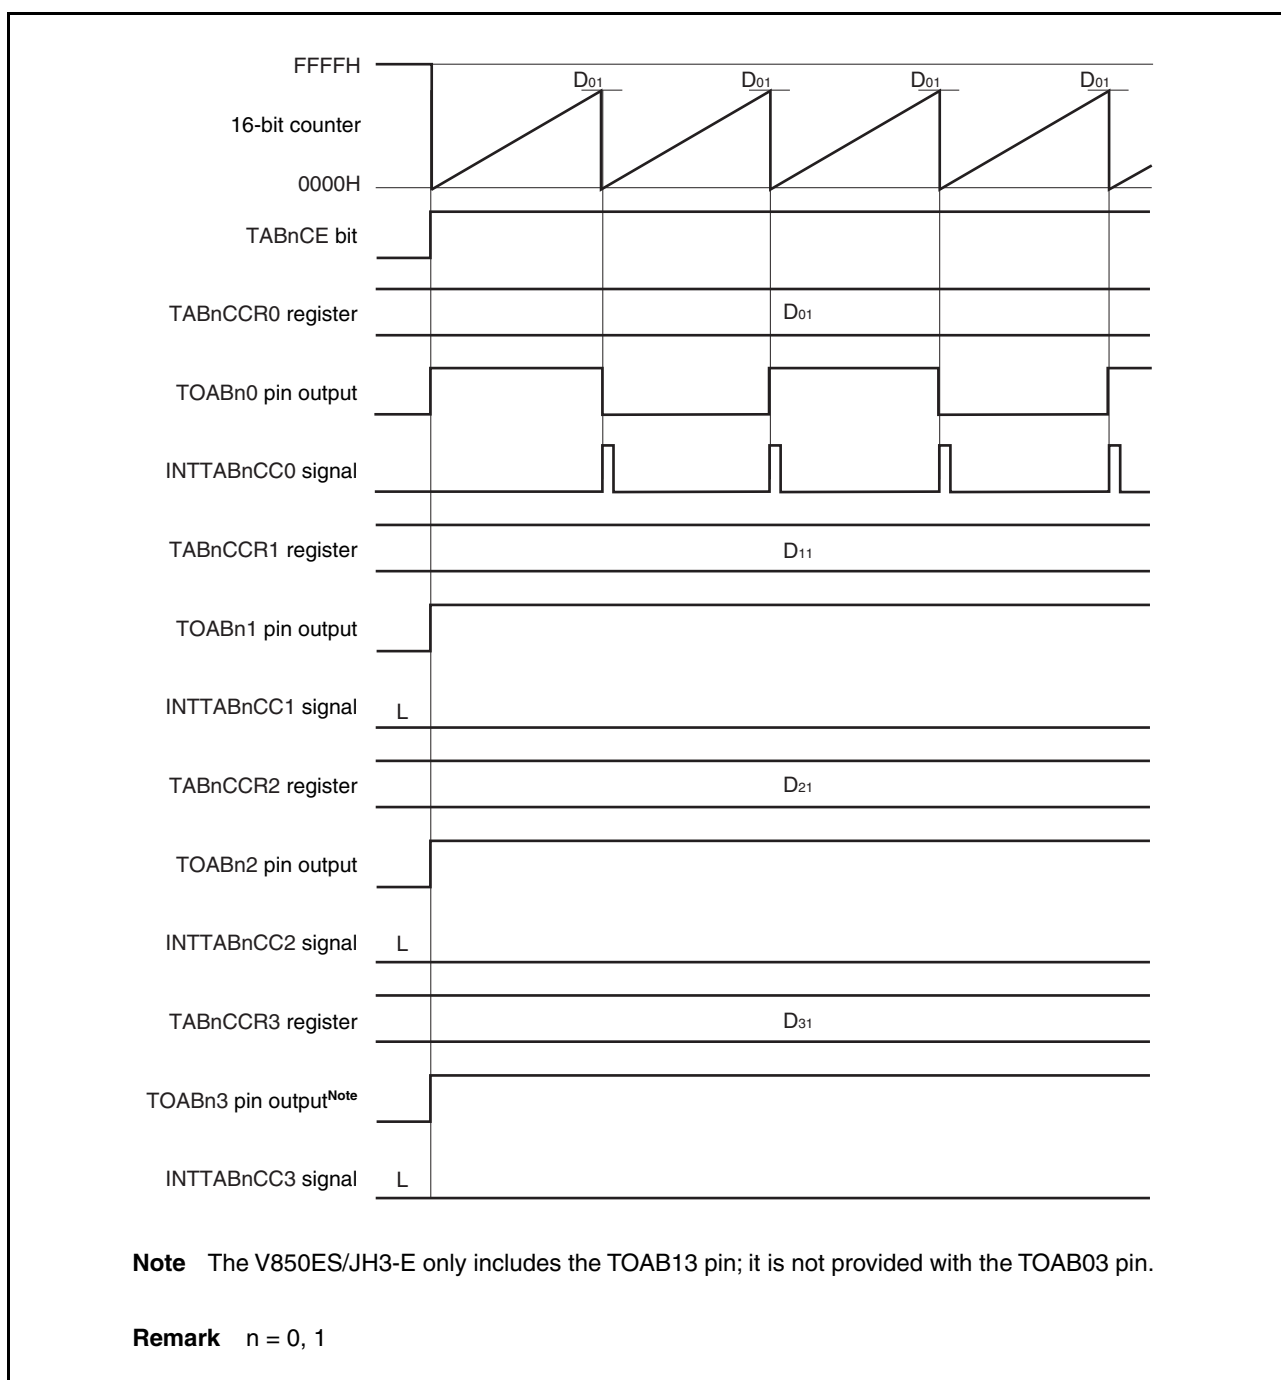 FFFFH
D01 D01 D01 D01
16-bit counter
0000H
TABnCE bit
TABnCCR0 register D01
TOABn0 pin output
INTTABnCC0 signal
TABnCCR1 register D11
TOABn1 pin output
INTTABnCC1 signal L
TABnCCR2 register D21
TOABn2 pin output
INTTABnCC2 signal L
TABnCCR3 register D31
TOABn3 pin outputNote
INTTABnCC3 signal L
Note The V850ES/JH3-E only includes the TOAB13 pin; it is not provided with the TOAB03 pin.
Remark n = 0, 1